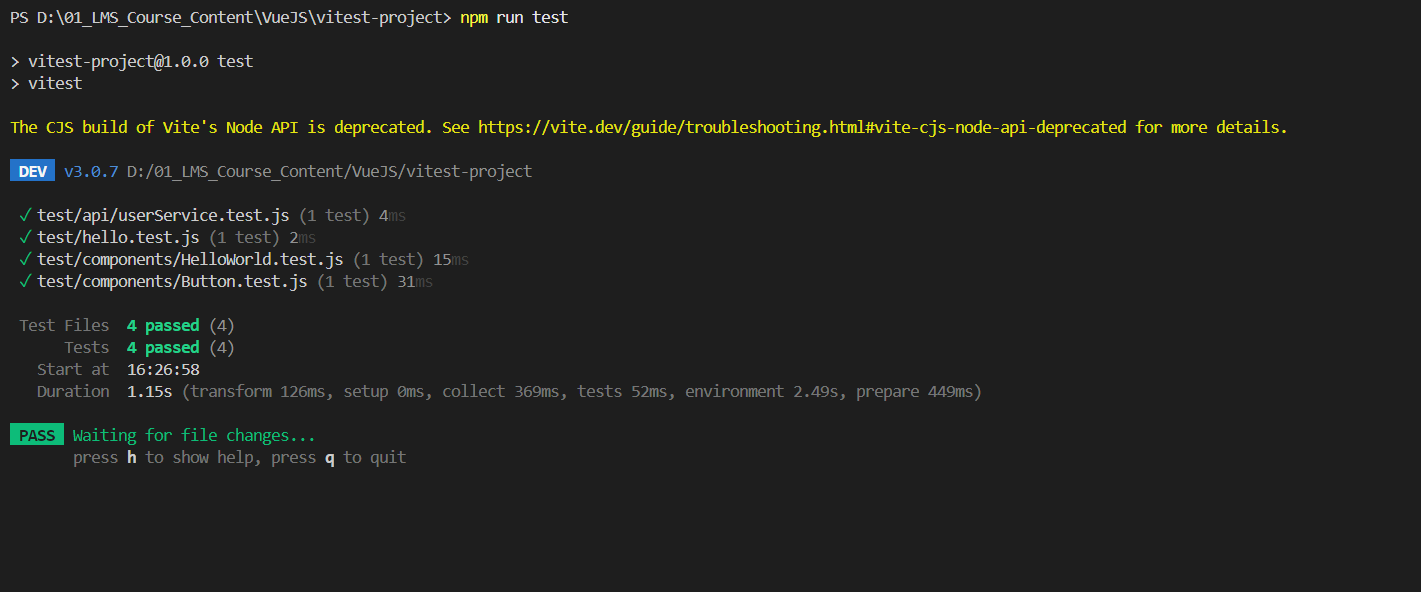 PS D:\01_LMS_Course_Content\VueJS\vitest-project> npm run test
> vitest-project@1.0.0 test
> vitest
The CJS build of Vite's Node API is deprecated. See https://vite.dev/guide/troubleshooting.html#vite-cjs-node-api-deprecated for more details.
DEV v3.0.7 D:/01_LMS_Course_Content/VueJS/vitest-project
✓ test/api/userService.test.js (1 test) 4ms
✓ test/hello.test.js (1 test) 2ms
✓ test/components/HelloWorld.test.js (1 test) 15ms
✓ test/components/Button.test.js (1 test) 31ms
Test Files 4 passed (4)
Tests 4 passed (4)
Start at 16:26:58
Duration 1.15s (transform 126ms, setup 0ms, collect 369ms, tests 52ms, environment 2.49s, prepare 449ms)
PASS Waiting for file changes...
press h to show help, press q to quit